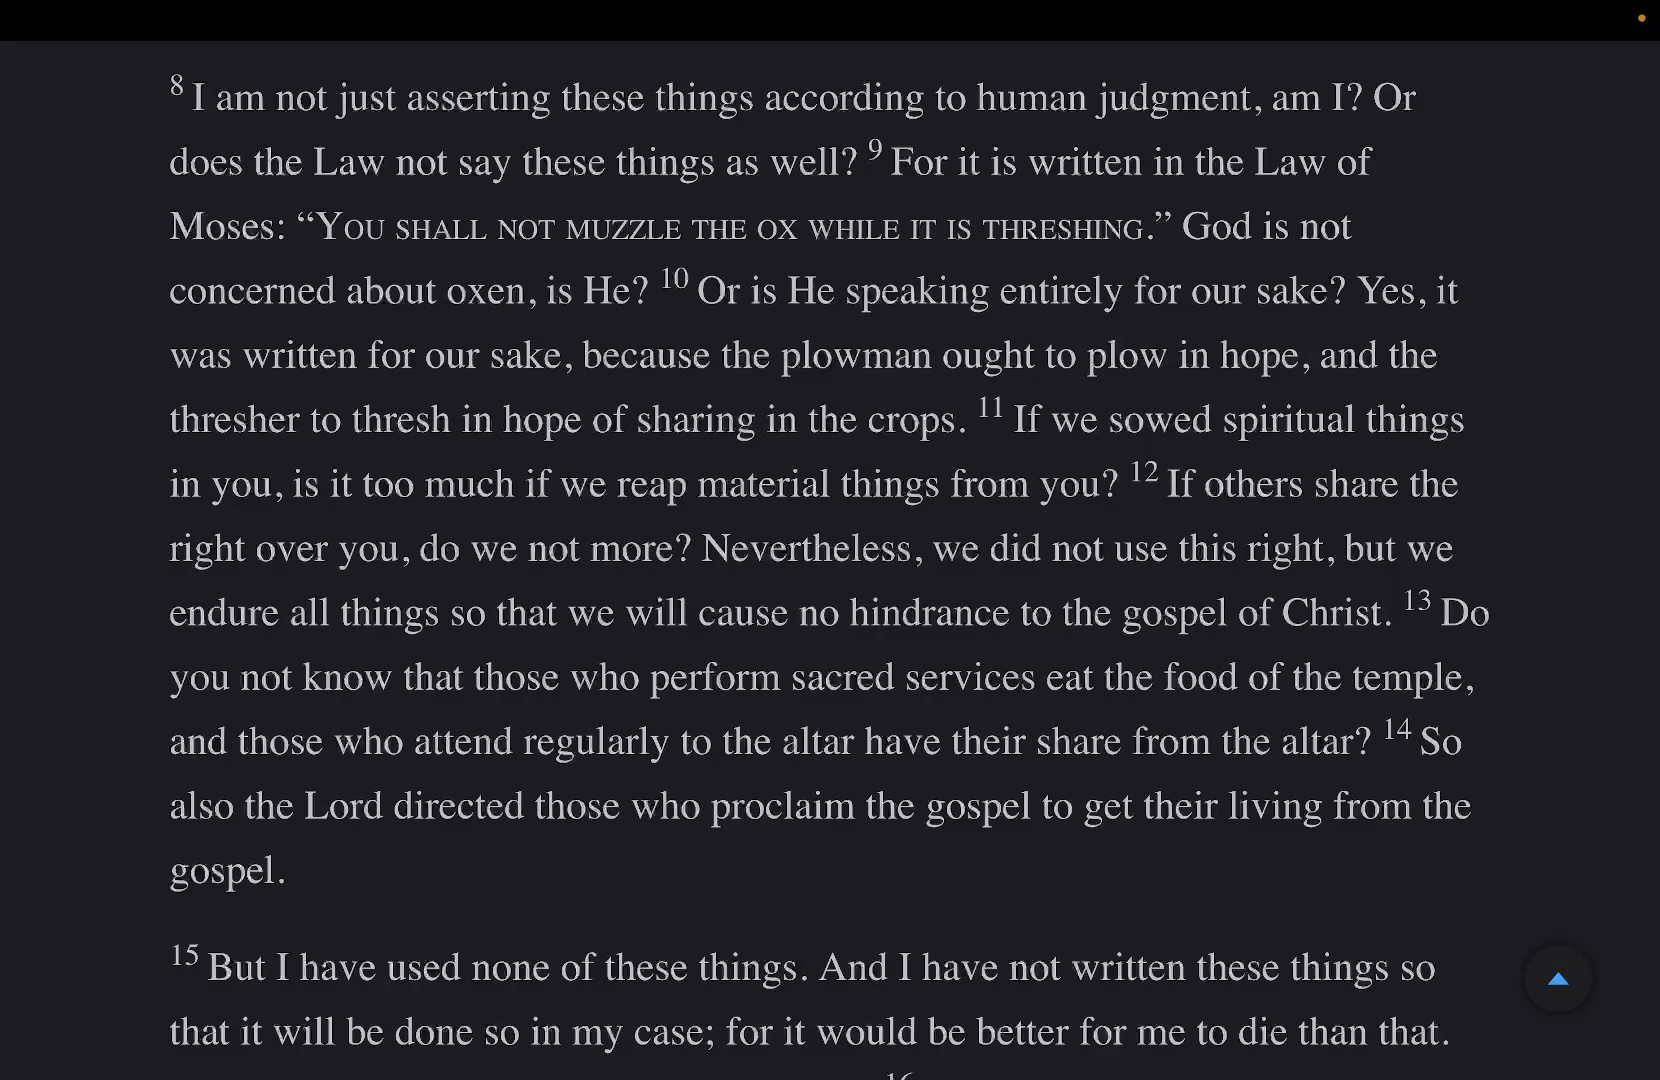 8 I am not just asserting these things according to human judgment, am I? Or
does the Law not say these things as well? 9 For it is written in the Law of
Moses: “YOU SHALL NOT MUZZLE THE OX WHILE IT IS THRESHING.” God is not
concerned about oxen, is He? 10 Or is He speaking entirely for our sake? Yes, it
was written for our sake, because the plowman ought to plow in hope, and the
thresher to thresh in hope of sharing in the crops. 11 If we sowed spiritual things
in you, is it too much if we reap material things from you? 12 If others share the
right over you, do we not more? Nevertheless, we did not use this right, but we
endure all things so that we will cause no hindrance to the gospel of Christ. 13 Do
you not know that those who perform sacred services eat the food of the temple,
and those who attend regularly to the altar have their share from the altar? 14 So
also the Lord directed those who proclaim the gospel to get their living from the
gospel.
15 But I have used none of these things. And I have not written these things so
that it will be done so in my case; for it would be better for me to die than that.
16